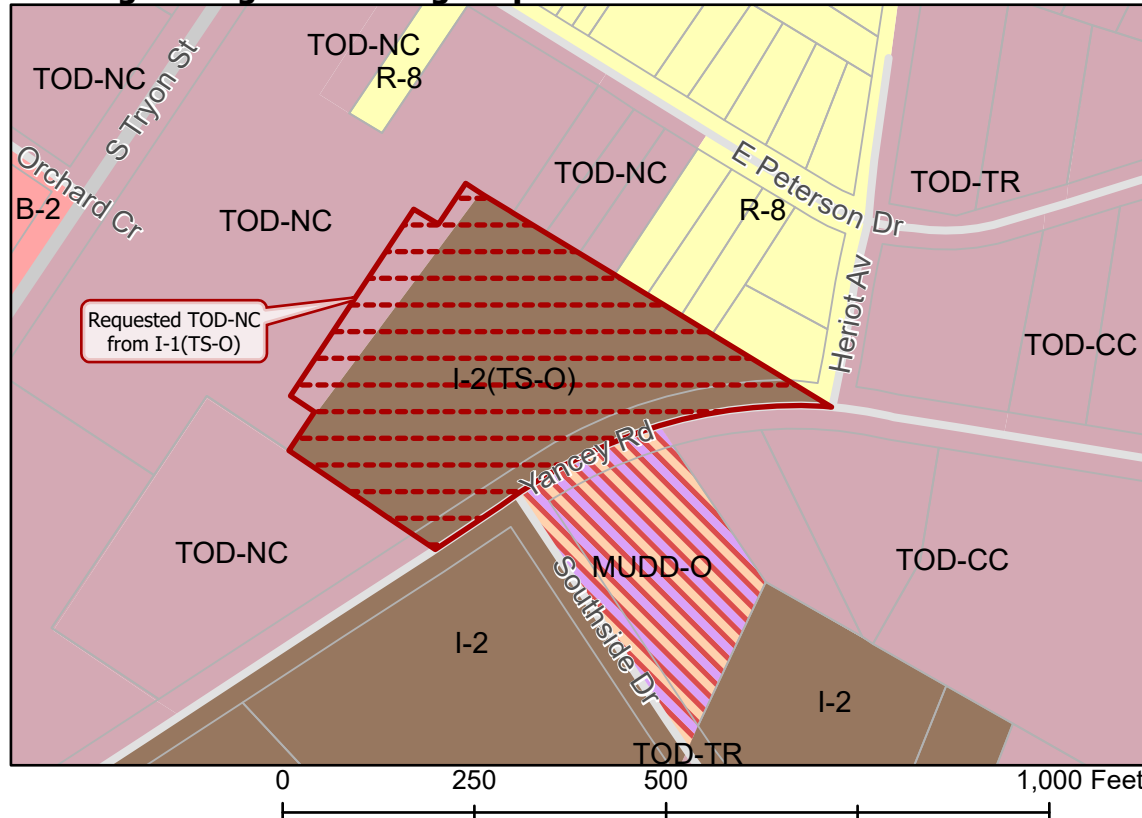 TOD-NC
R-8
TOD-NC
S Tryon St
Orchard Cr
B-2
TOD-NC
TOD-NC
E Peterson Dr
R-8
TOD-TR
Heriot Av
Requested TOD-NC
from I-1(TS-O)
TOD-CC
I-2(TS-O)
Yancey Rd
TOD-NC
MUDD-O
TOD-CC
Southside Dr
I-2
I-2
TOD-TR
0 250 500 1,000 Feet